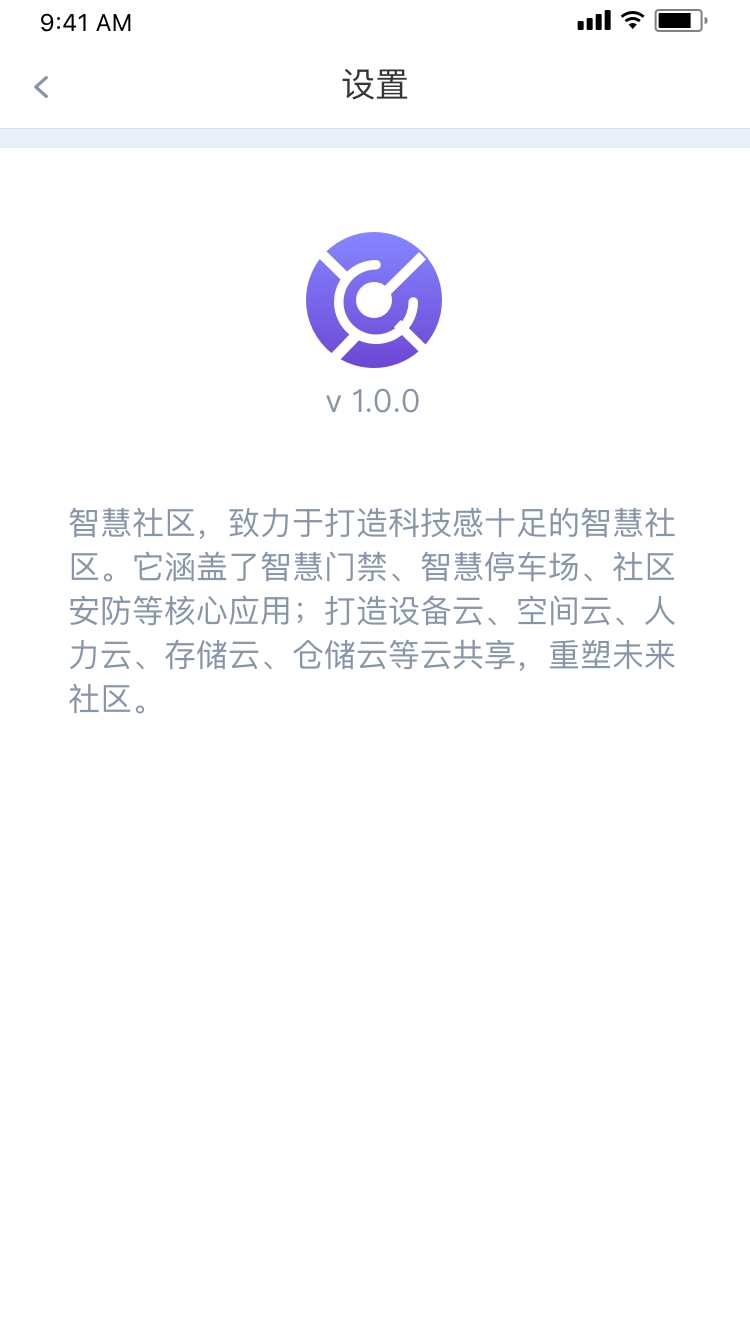 9:41 AM
设置
v 1.0.0
智慧社区，致力于打造科技感十足的智慧社
区。它涵盖了智慧门禁、智慧停车场、社区
安防等核心应用；打造设备云、空间云、人
力云、存储云、仓储云等云共享，重塑未来
社区。